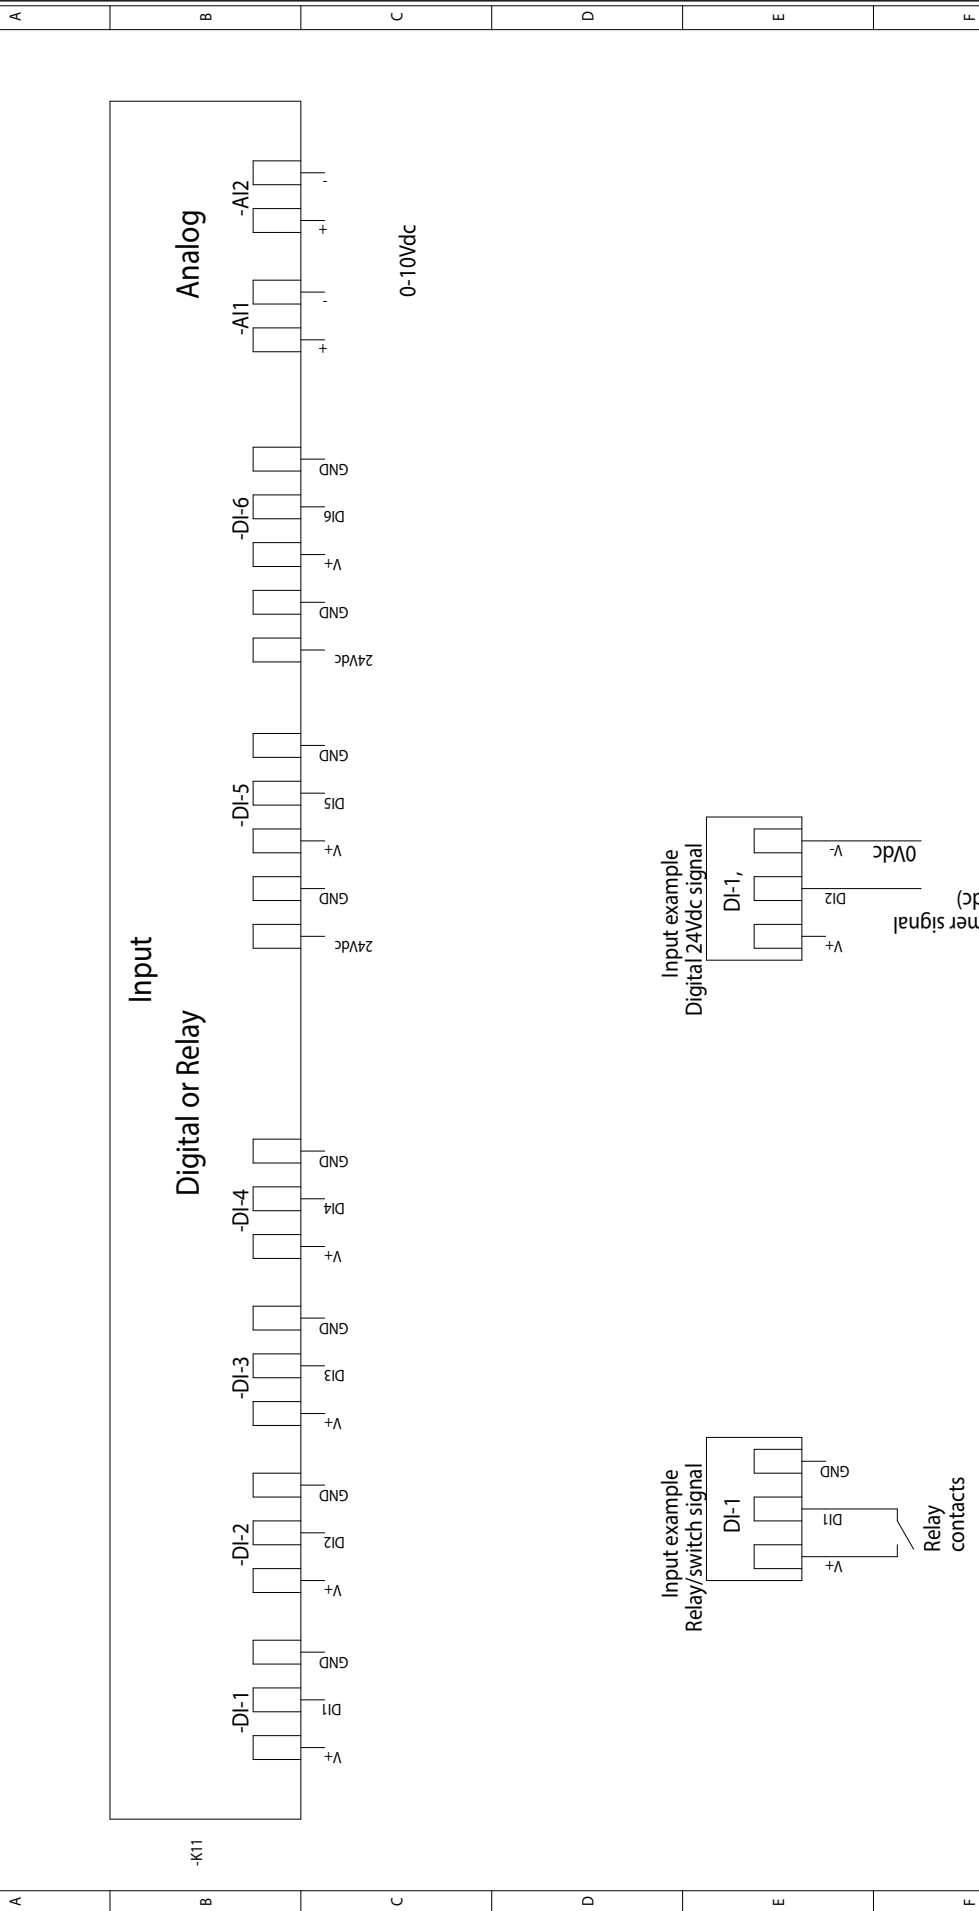 A
A
Input
B
-K11
Digital or Relay
Analog
B
-DI-1
-DI-2
-DI-3
-DI-4
-DI-5
-DI-6
-AI1
-AI2
V+
DI1
GND
V+
DI2
GND
V+
DI3
GND
V+
DI4
GND
24Vdc
GND
V+
DI5
GND
24Vdc
GND
V+
DI6
GND
+
-
+
-
C
0-10Vdc
C
D
D
Input example
Relay/switch signal
DI-1
V+
DI1
GND
Relay
contacts
Input example
Digital 24Vdc signal
DI-1,
V+
DI2
V-
0Vdc
mer signal
dc)
E
E
F
F